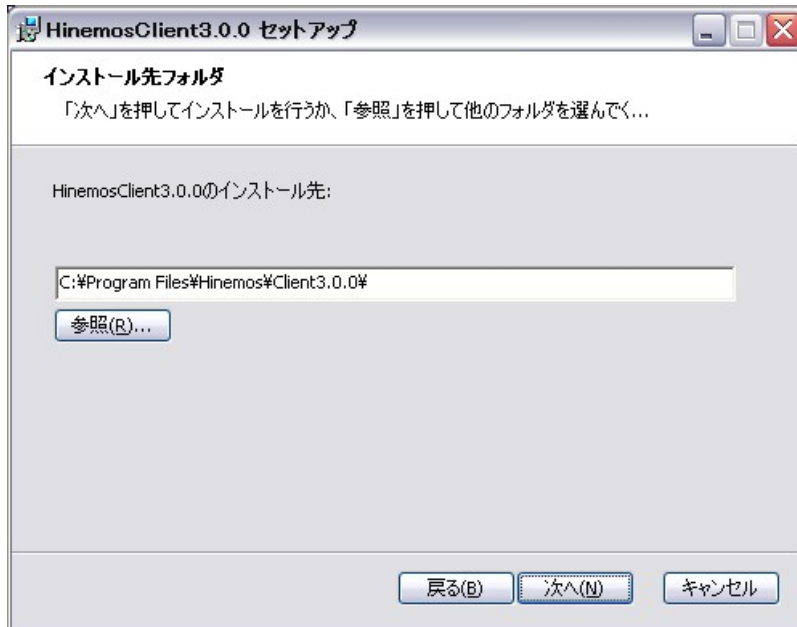 HinemosClient3.0.0 セットアップ
インストール先フォルダ
「次へ」を押してインストールを行うか、「参照」を押して他のフォルダを選んでく...
HinemosClient3.0.0のインストール先:
C:¥Program Files¥Hinemos¥Client3.0.0¥
参照(R)...
戻る(B) 次へ(N) キャンセル